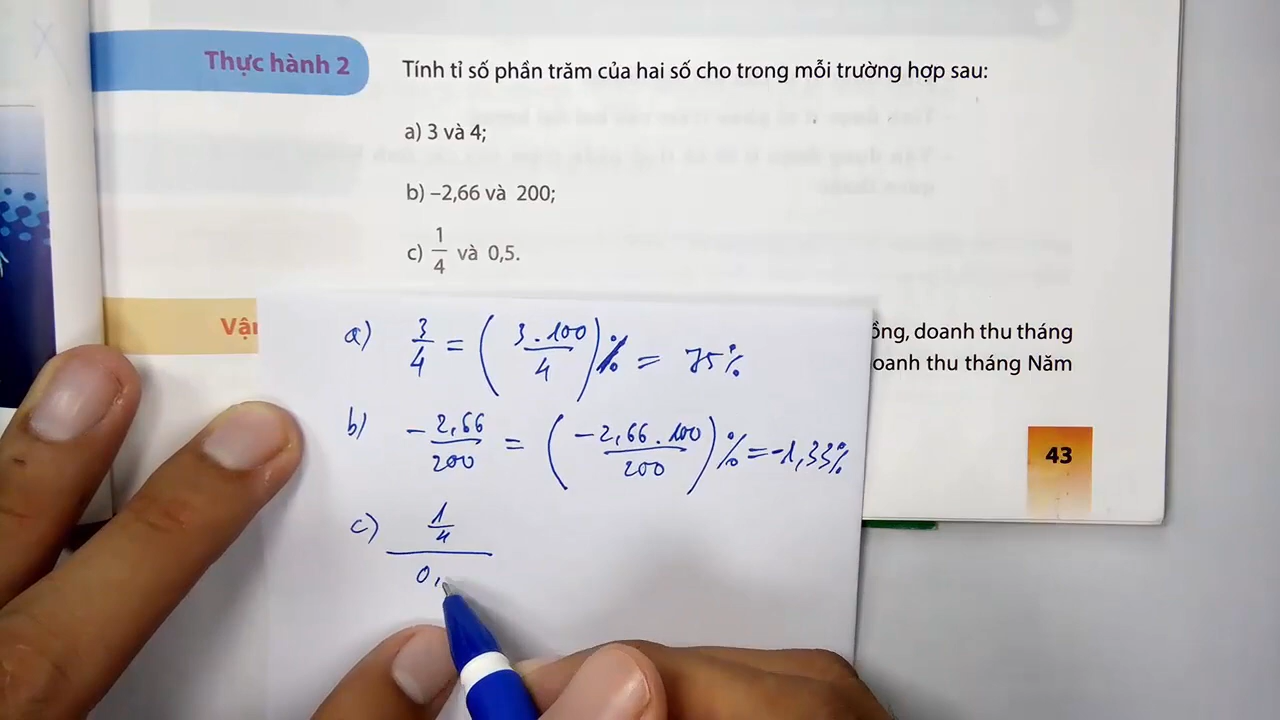 Thực hành 2
Tính tỉ số phần trăm của hai số cho trong mỗi trường hợp sau:
a) 3 và 4;
b) –2,66 và 200;
c) 1/4 và 0,5.
Vận
ồng, doanh thu tháng
oanh thu tháng Năm
43
a) 3/4 = (3.100/4)% = 75%
b) -2,66/200 = (-2,66.100/200)% = -1,33%
c) 1/4
0,